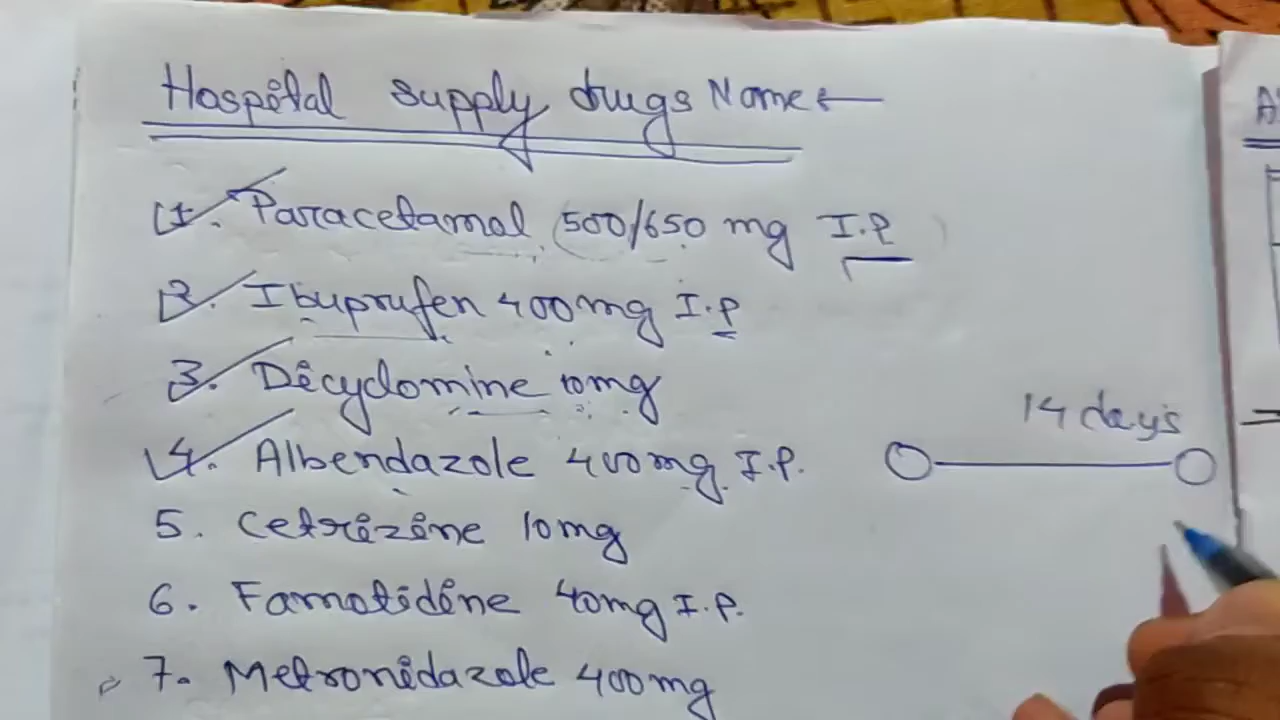 Hospital supply drugs Name:-
1. Paracetamol (500/650 mg I.P
2. Ibuprufen 400mg I.P
3. Dicyclomine 10mg
14 days
4. Albendazole 400mg I.P.
5. Cetrizine 10mg
6. Famotidine 40mg I.P.
7. Metronidazole 400mg